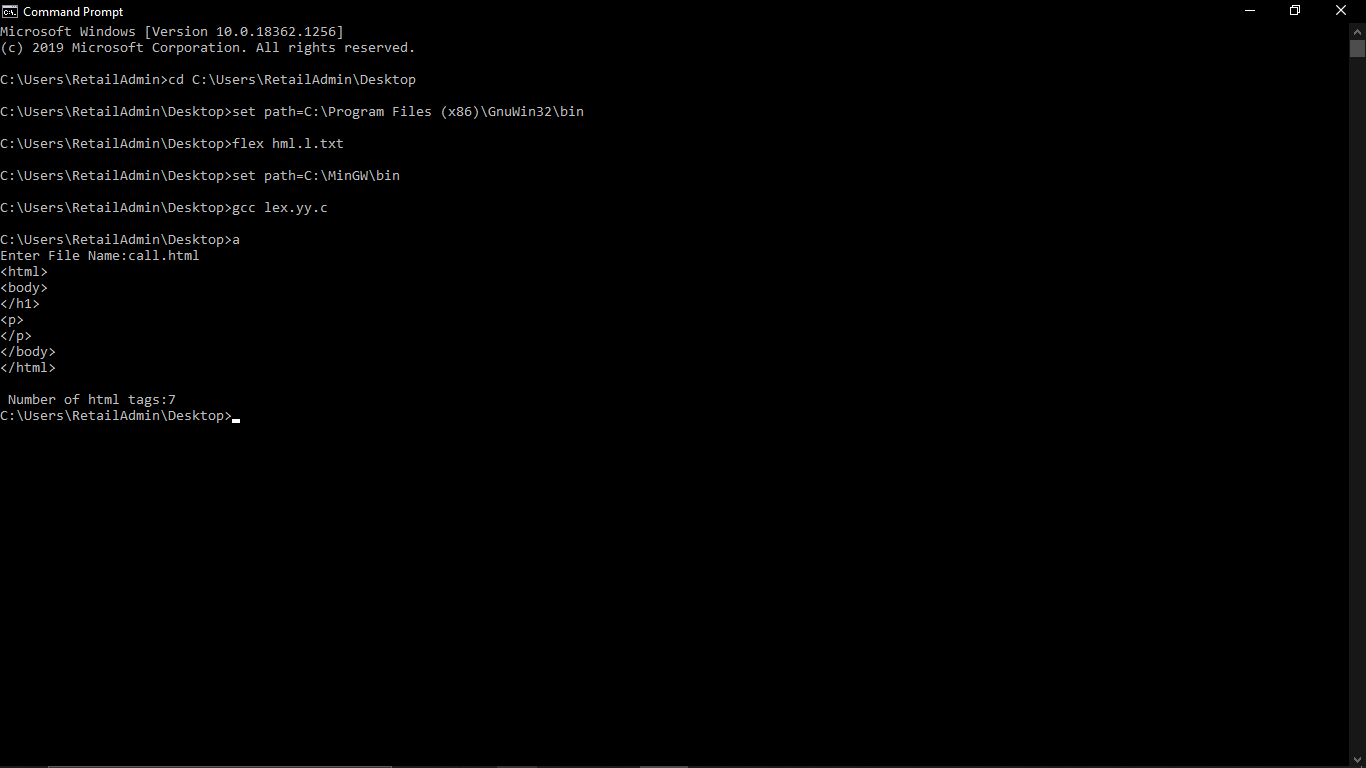 Command Prompt
Microsoft Windows [Version 10.0.18362.1256]
(c) 2019 Microsoft Corporation. All rights reserved.
C:\Users\RetailAdmin>cd C:\Users\RetailAdmin\Desktop
C:\Users\RetailAdmin\Desktop>set path=C:\Program Files (x86)\GnuWin32\bin
C:\Users\RetailAdmin\Desktop>flex hml.l.txt
C:\Users\RetailAdmin\Desktop>set path=C:\MinGW\bin
C:\Users\RetailAdmin\Desktop>gcc lex.yy.c
C:\Users\RetailAdmin\Desktop>a
Enter File Name:call.html
<html>
<body>
</h1>
<p>
</p>
</body>
</html>
Number of html tags:7
C:\Users\RetailAdmin\Desktop>